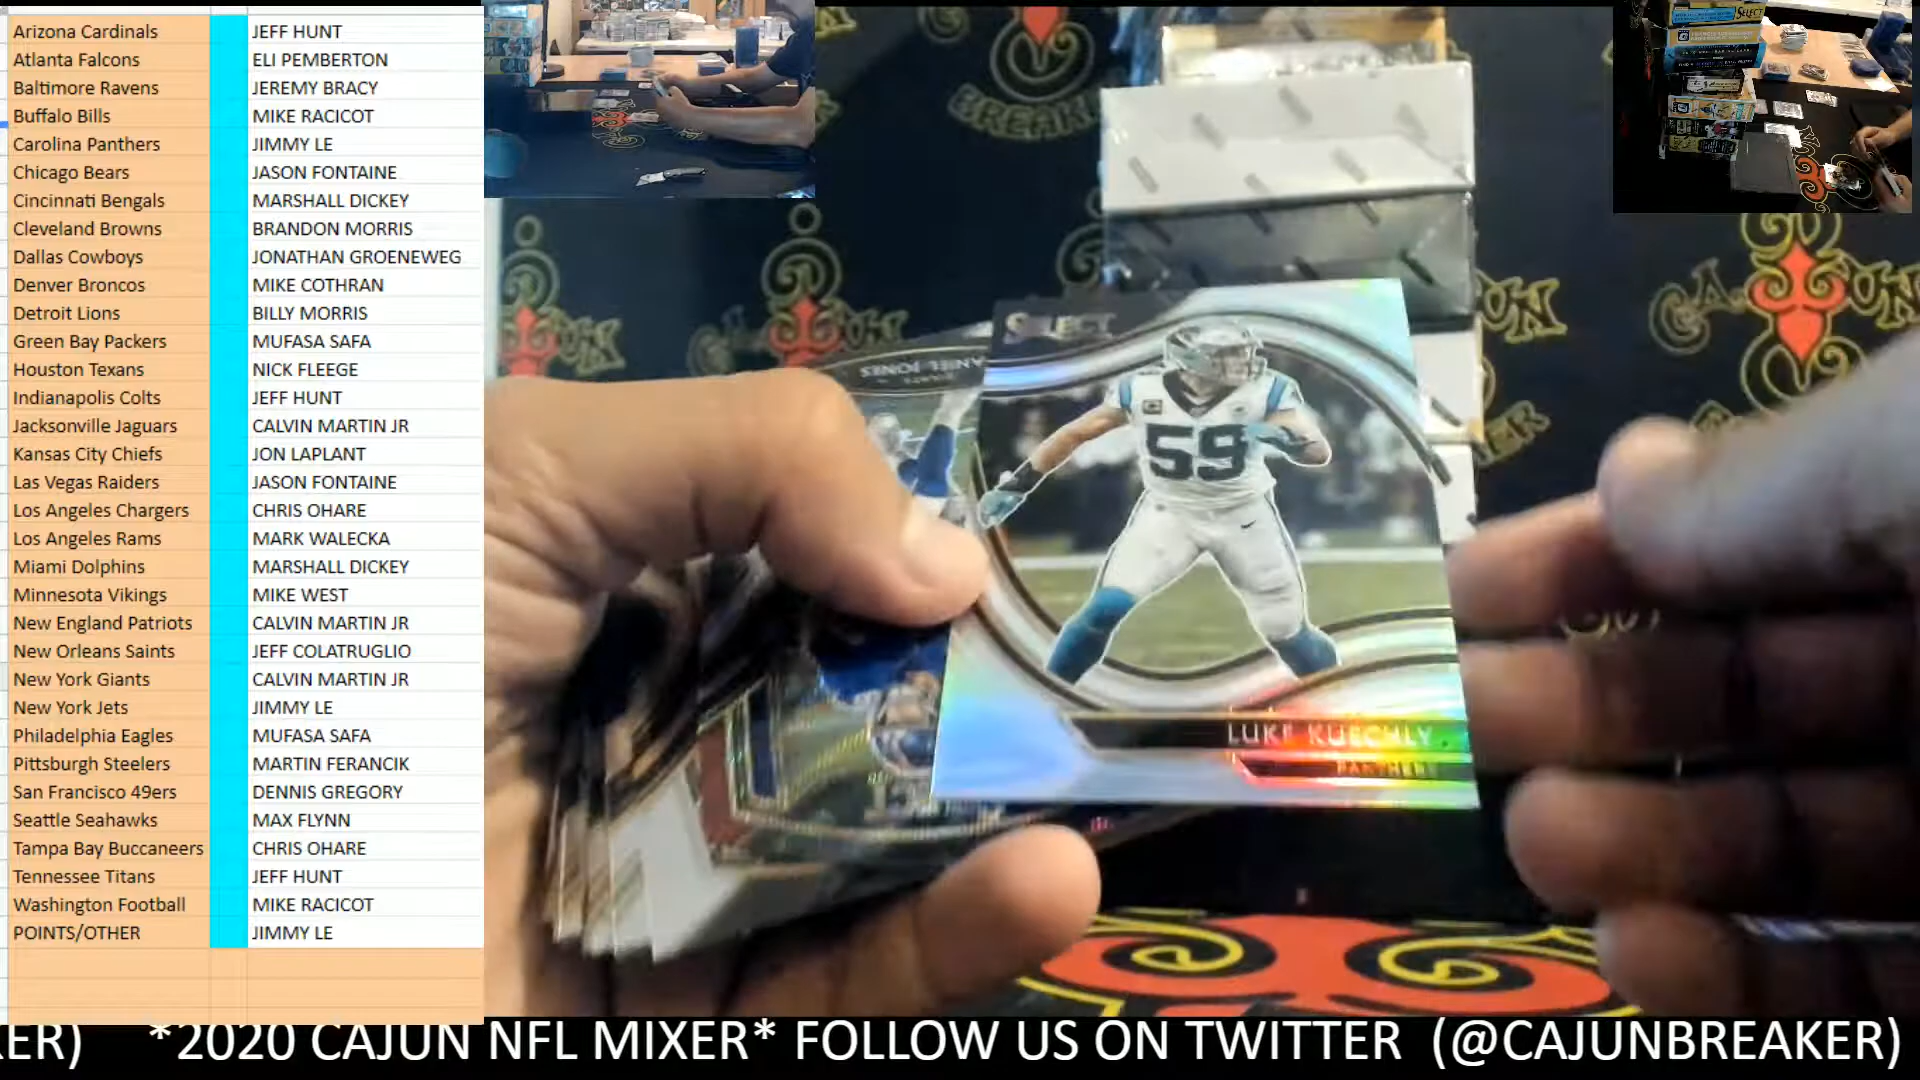 Arizona Cardinals JEFF HUNT
Atlanta Falcons ELI PEMBERTON
Baltimore Ravens JEREMY BRACY
Buffalo Bills MIKE RACICOT
Carolina Panthers JIMMY LE
Chicago Bears JASON FONTAINE
Cincinnati Bengals MARSHALL DICKEY
Cleveland Browns BRANDON MORRIS
Dallas Cowboys JONATHAN GROENEWEG
Denver Broncos MIKE COTHRAN
Detroit Lions BILLY MORRIS
Green Bay Packers MUFASA SAFA
Houston Texans NICK FLEEGE
Indianapolis Colts JEFF HUNT
Jacksonville Jaguars CALVIN MARTIN JR
Kansas City Chiefs JON LAPLANT
Las Vegas Raiders JASON FONTAINE
Los Angeles Chargers CHRIS OHARE
Los Angeles Rams MARK WALECKA
Miami Dolphins MARSHALL DICKEY
Minnesota Vikings MIKE WEST
New England Patriots CALVIN MARTIN JR
New Orleans Saints JEFF COLATRUGLIO
New York Giants CALVIN MARTIN JR
New York Jets JIMMY LE
Philadelphia Eagles MUFASA SAFA
Pittsburgh Steelers MARTIN FERANCIK
San Francisco 49ers DENNIS GREGORY
Seattle Seahawks MAX FLYNN
Tampa Bay Buccaneers CHRIS OHARE
Tennessee Titans JEFF HUNT
Washington Football MIKE RACICOT
POINTS/OTHER JIMMY LE
SELECT
BREAKER
SELECT
DANIEL JONES
59
LUKE KUECHLY
PANTHERS
CAJUN
ER) *2020 CAJUN NFL MIXER* FOLLOW US ON TWITTER (@CAJUNBREAKER)